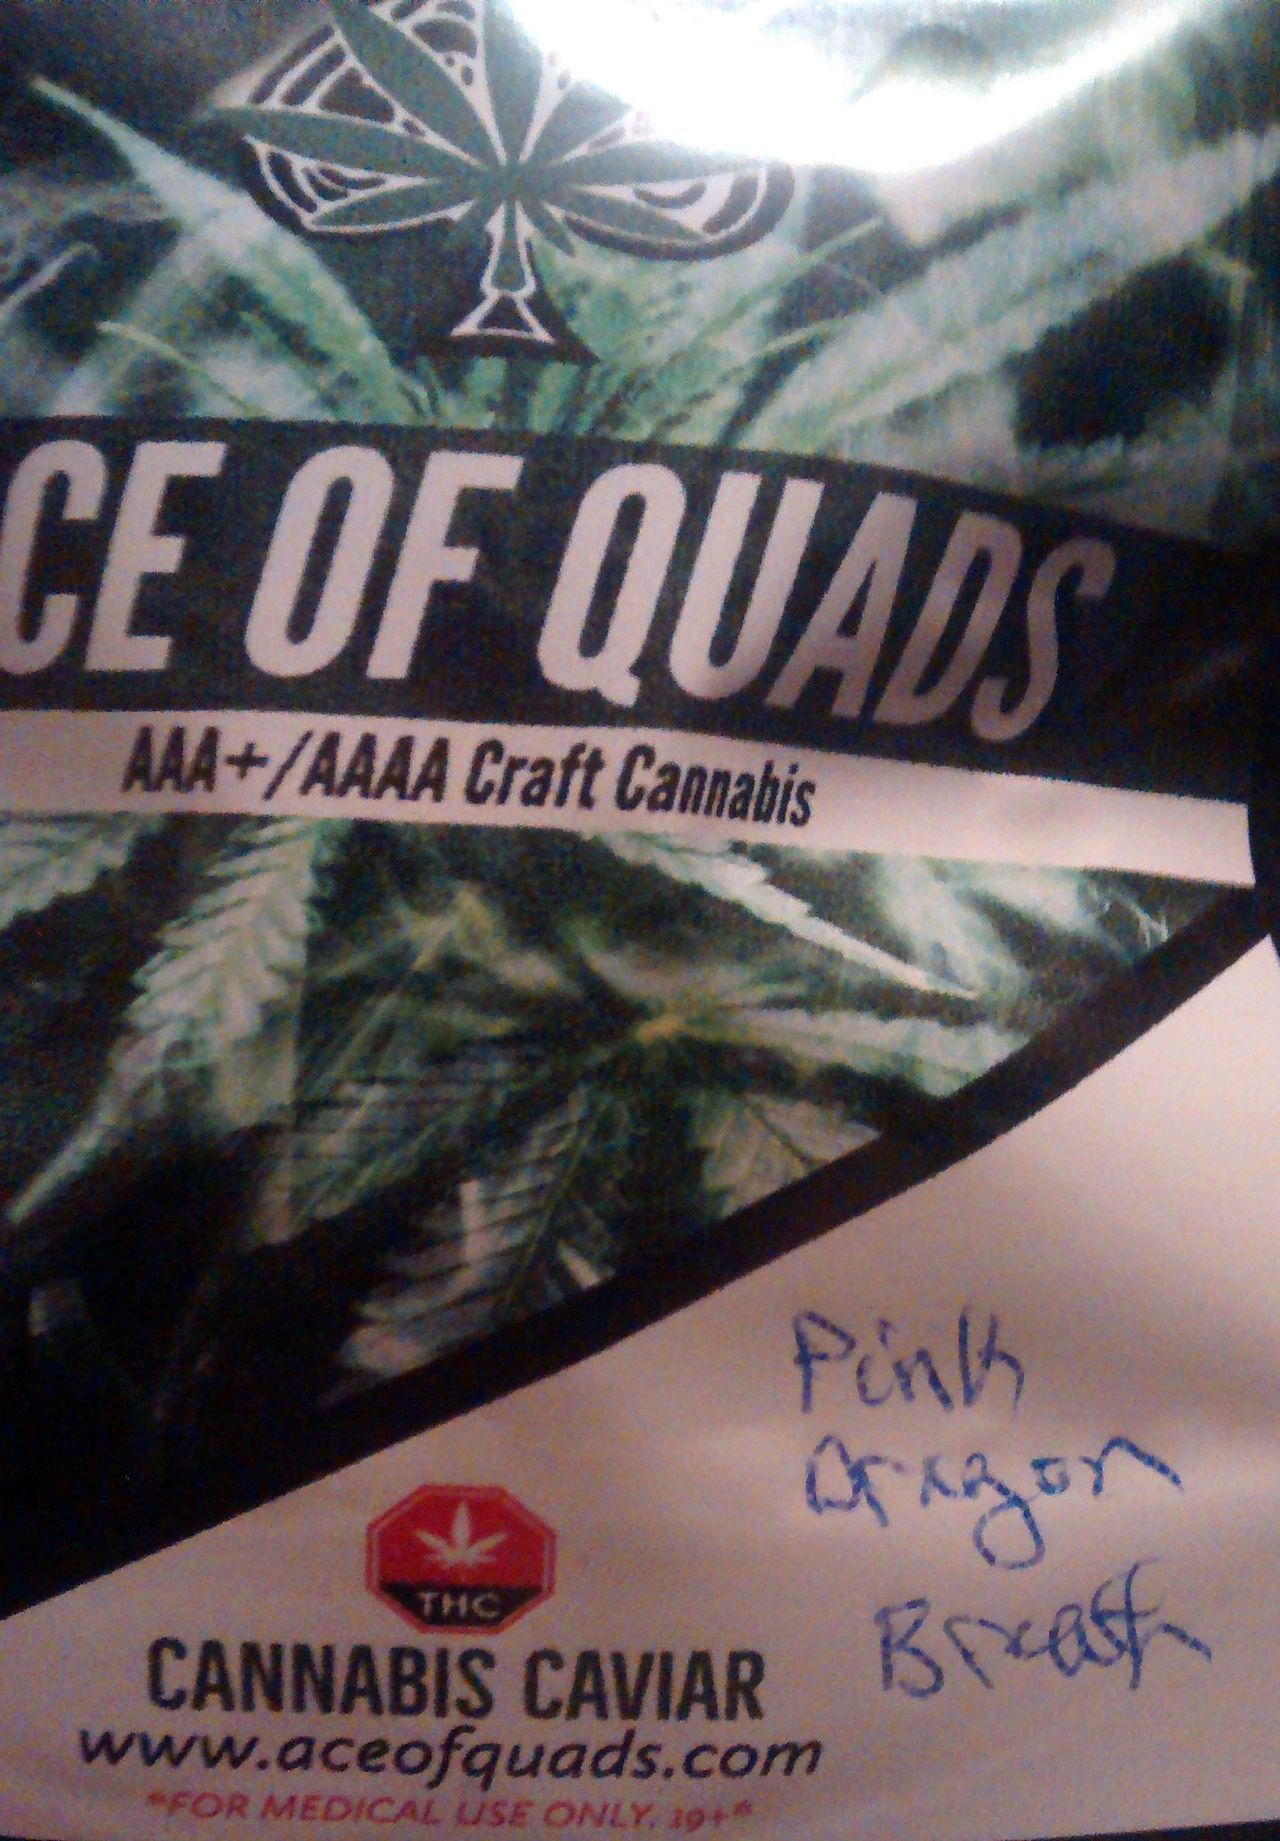 CE OF QUADS
AAA+/AAAA Craft Cannabis
Pink
Dragon
Breath
THC
CANNABIS CAVIAR
www.aceofquads.com
*FOR MEDICAL USE ONLY. 19+*